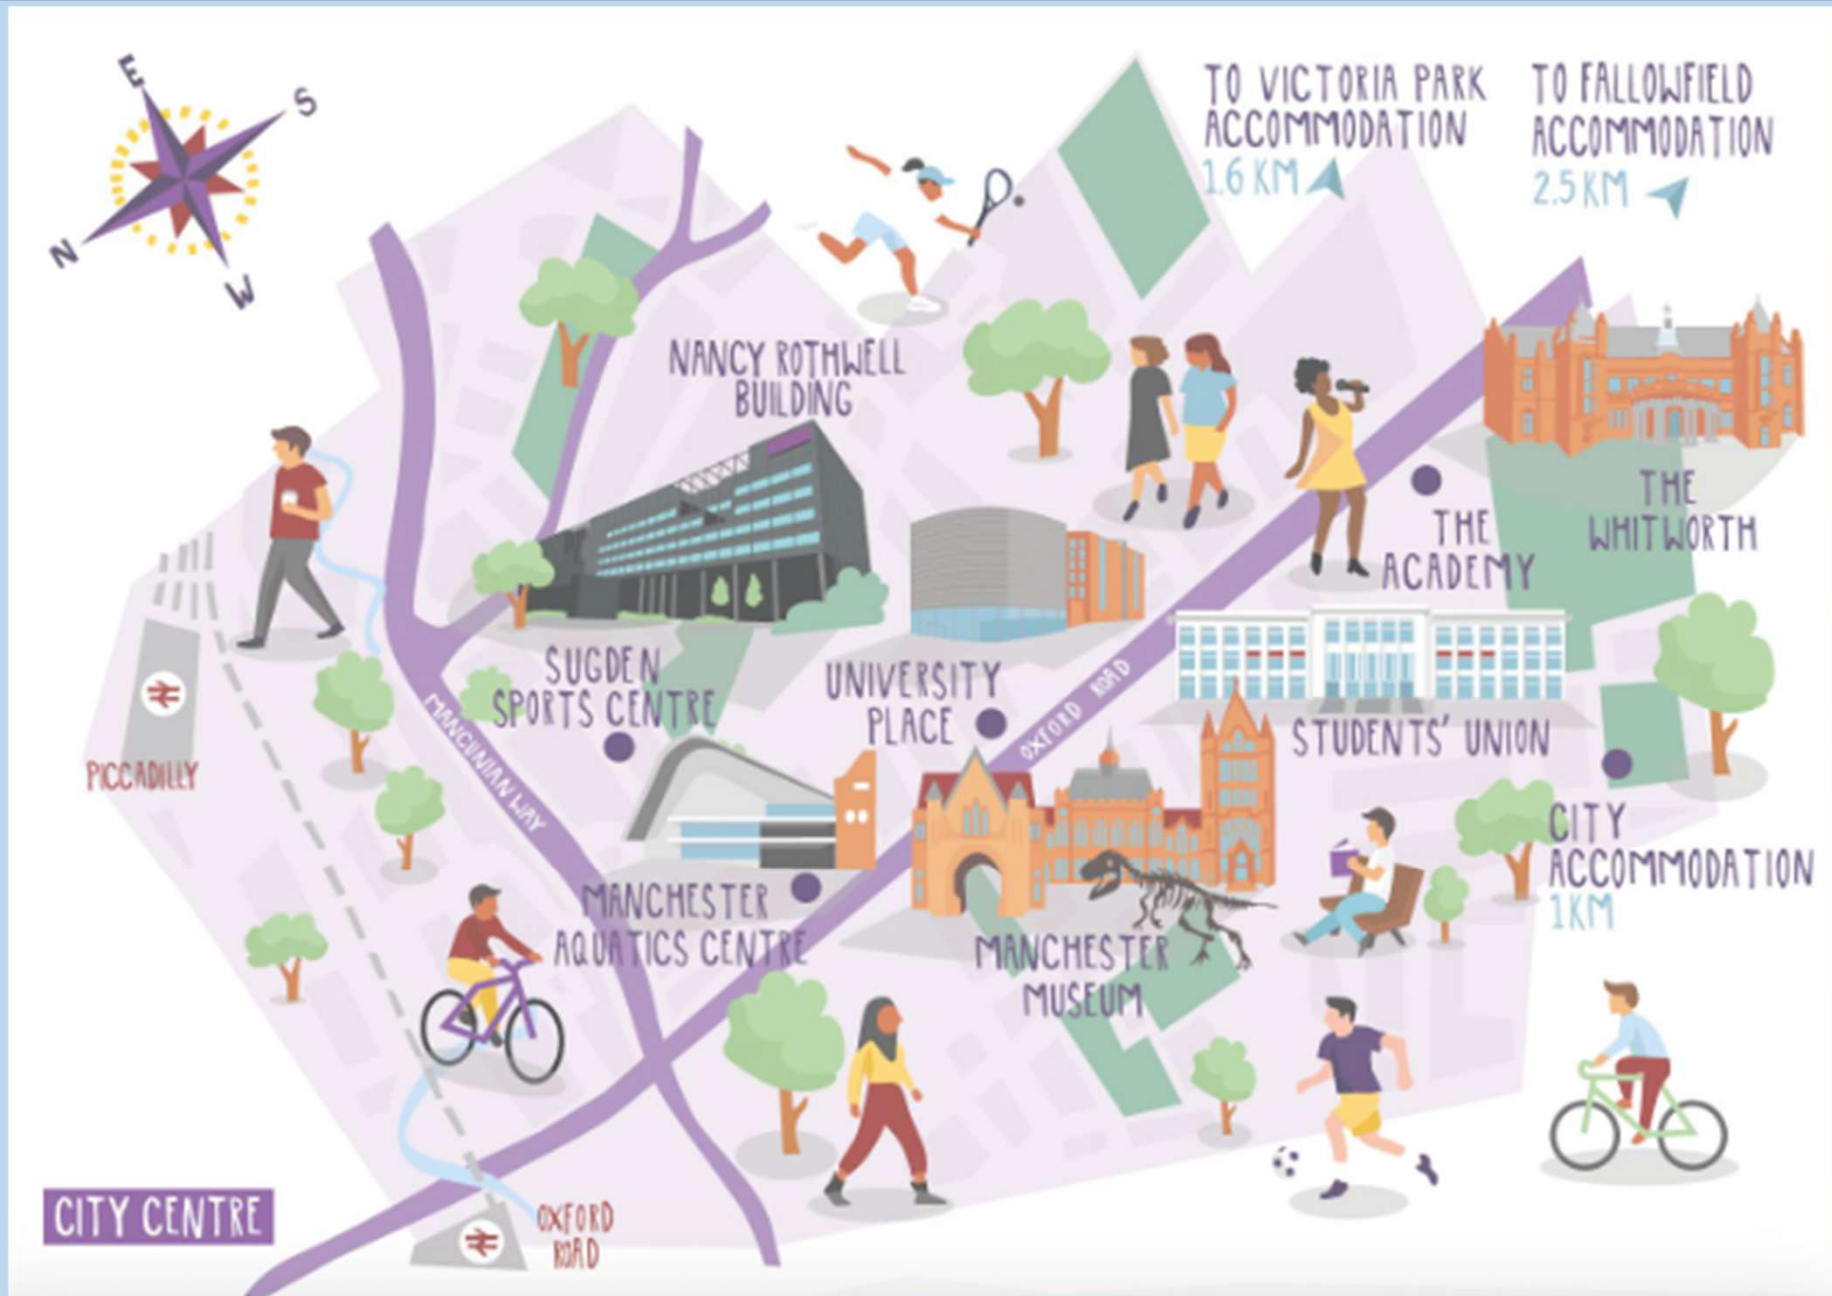 E
S
N
W
TO VICTORIA PARK
ACCOMMODATION
1.6 KM
TO FALLOWFIELD
ACCOMMODATION
2.5 KM
NANCY ROTHWELL
BUILDING
THE
WHITWORTH
THE
ACADEMY
SUGDEN
SPORTS CENTRE
UNIVERSITY
PLACE
OXFORD ROAD
STUDENTS' UNION
MANCUNIAN WAY
PICCADILLY
CITY
ACCOMMODATION
1KM
MANCHESTER
AQUATICS CENTRE
MANCHESTER
MUSEUM
CITY CENTRE
OXFORD
ROAD